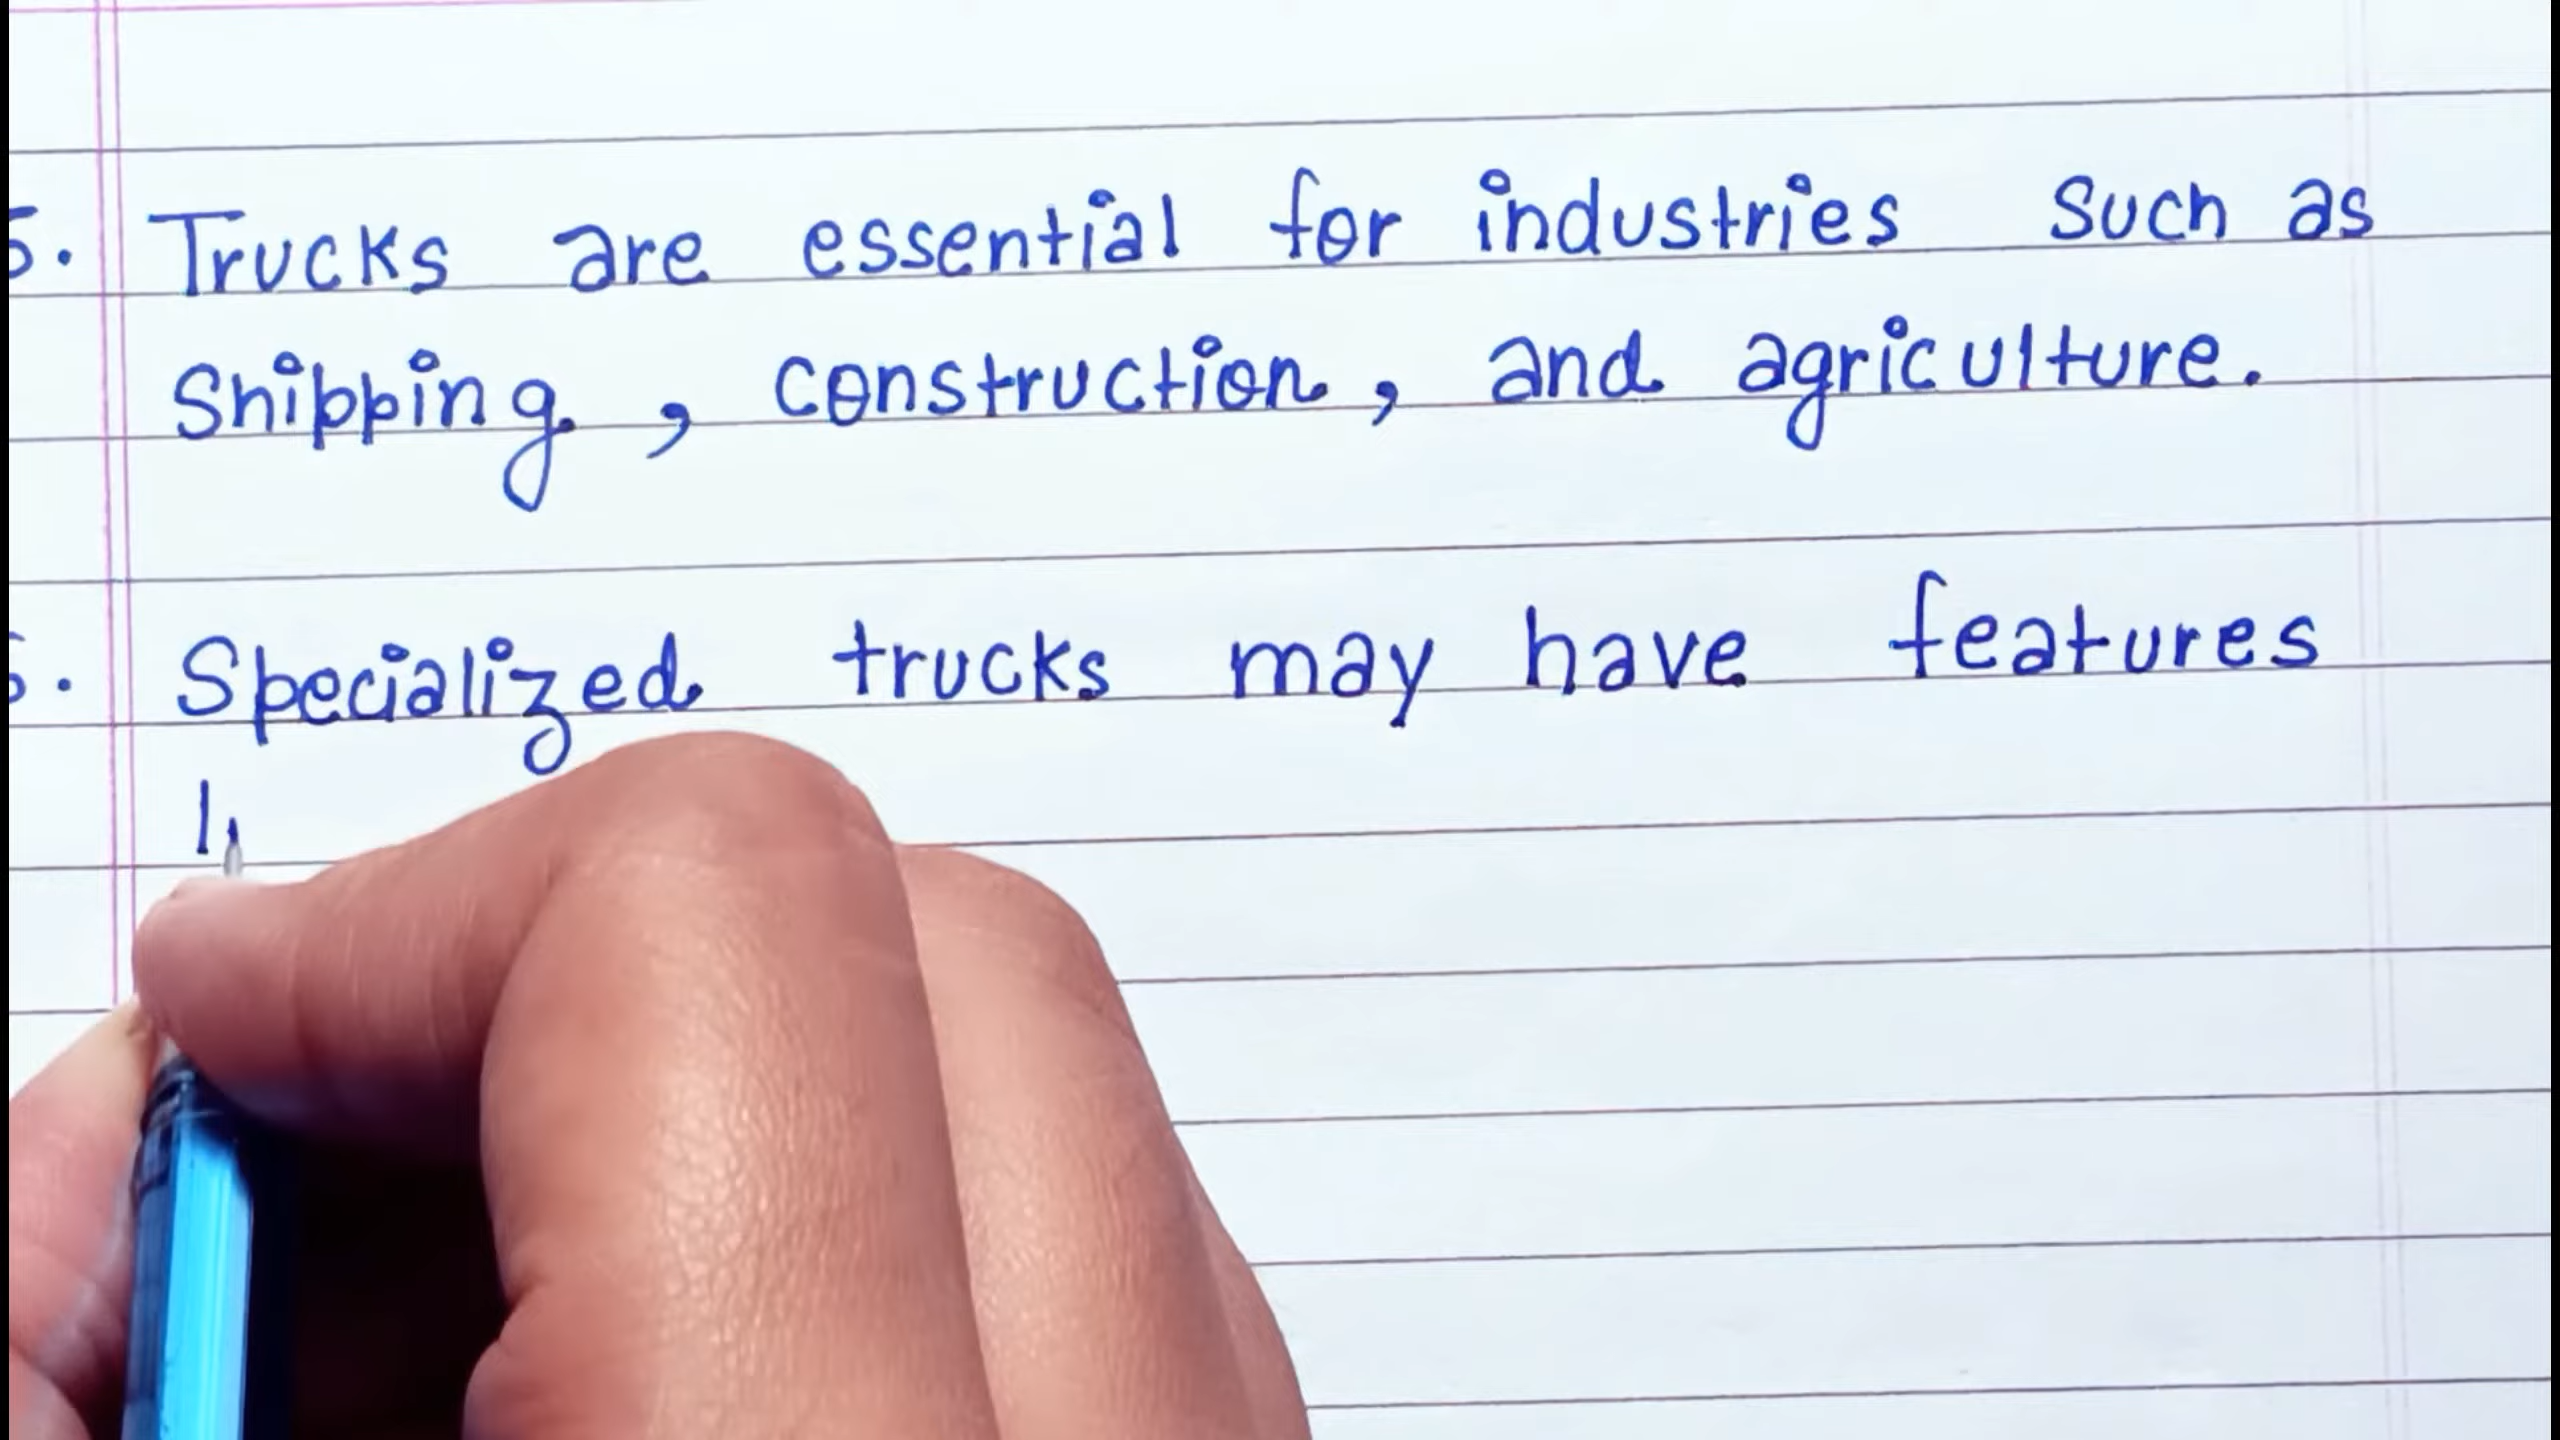 5. Trucks are essential for industries such as
Shipping, construction, and agriculture.
6. Specialized trucks may have features